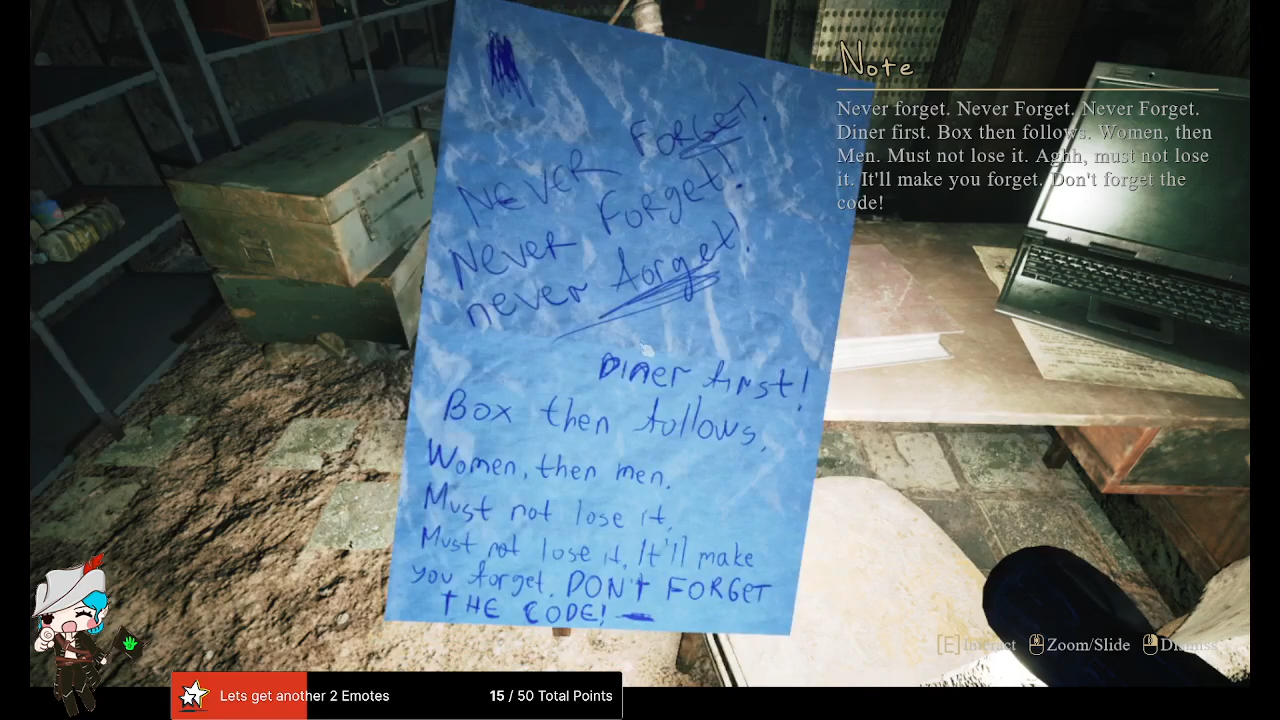 NeveR FoRGET!
Never Forget!
never forget!
Diner first!
Box then follows,
Women, then men.
Must not lose it,
Must not lose it, It'll make
you forget. DON't FORGET
THE CODE!
Note
Never forget. Never Forget. Never Forget.
Diner first. Box then follows. Women, then
Men. Must not lose it. Aghh, must not lose
it. It'll make you forget. Don't forget the
code!
[E] Interact Zoom/Slide Dismiss
Lets get another 2 Emotes 15 / 50 Total Points